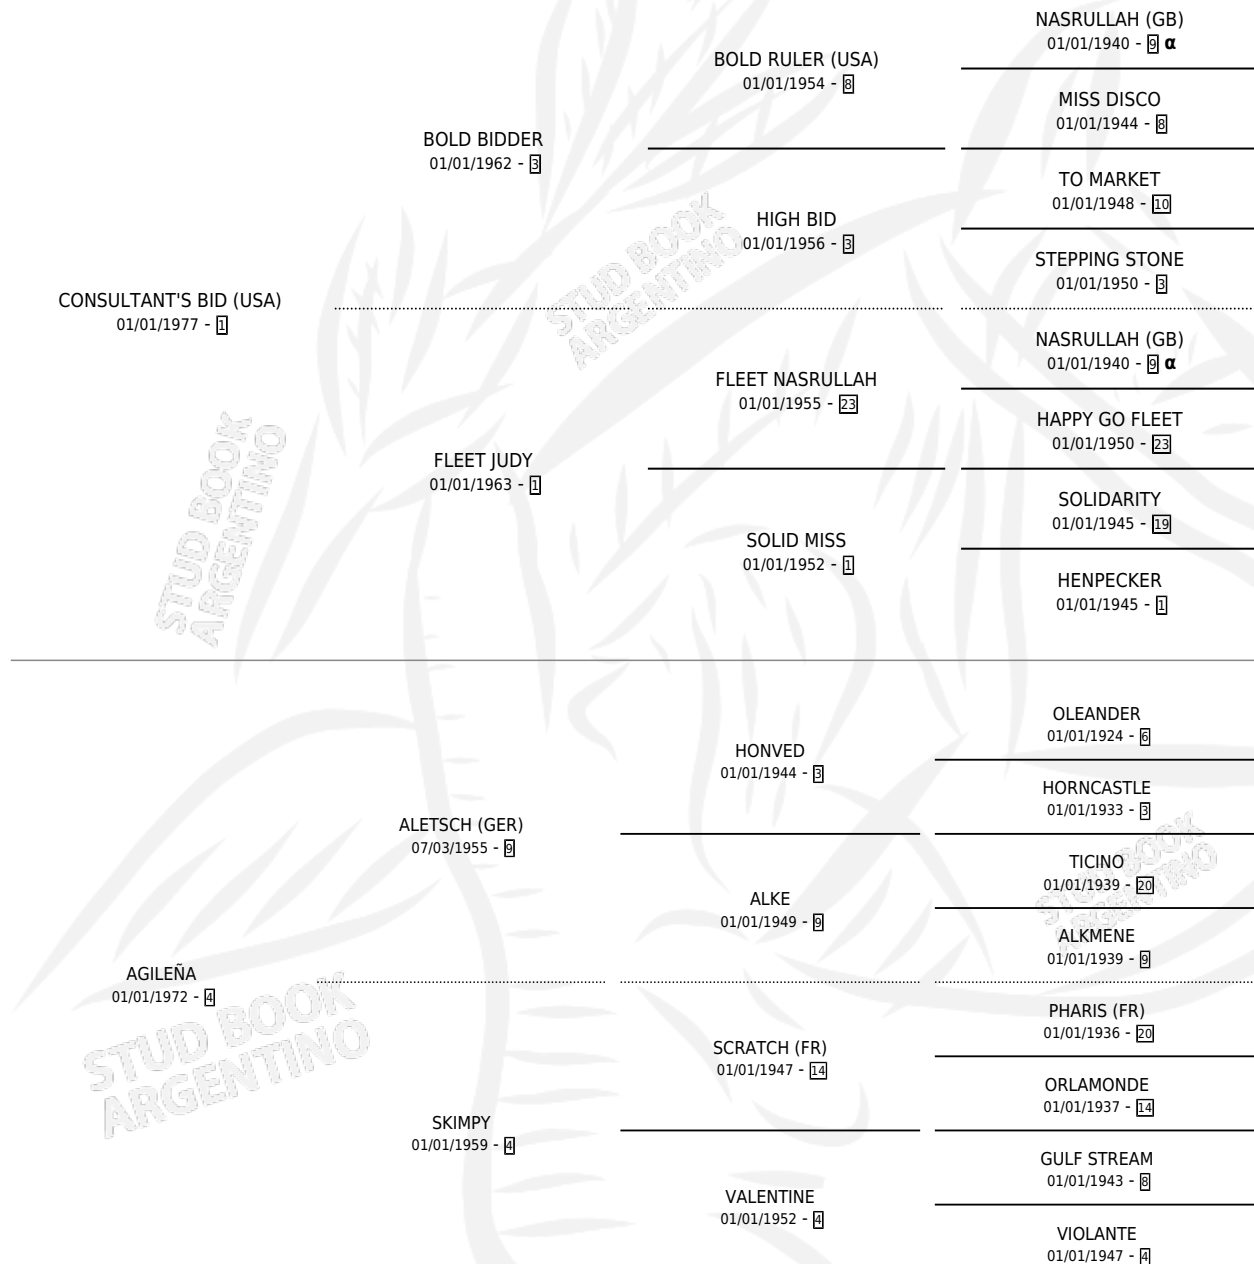 NASRULLAH (GB)
01/01/1940 - 9 α
BOLD RULER (USA)
01/01/1954 - 8
MISS DISCO
01/01/1944 - 8
BOLD BIDDER
01/01/1962 - 3
TO MARKET
01/01/1948 - 10
HIGH BID
01/01/1956 - 3
STEPPING STONE
01/01/1950 - 3
CONSULTANT'S BID (USA)
01/01/1977 - 1
NASRULLAH (GB)
01/01/1940 - 9 α
FLEET NASRULLAH
01/01/1955 - 23
HAPPY GO FLEET
01/01/1950 - 23
FLEET JUDY
01/01/1963 - 1
SOLIDARITY
01/01/1945 - 19
SOLID MISS
01/01/1952 - 1
HENPECKER
01/01/1945 - 1
OLEANDER
01/01/1924 - 6
HONVED
01/01/1944 - 3
HORNCASTLE
01/01/1933 - 3
ALETSCH (GER)
07/03/1955 - 9
TICINO
01/01/1939 - 20
ALKE
01/01/1949 - 9
ALKMENE
01/01/1939 - 9
AGILEÑA
01/01/1972 - 4
PHARIS (FR)
01/01/1936 - 20
SCRATCH (FR)
01/01/1947 - 14
ORLAMONDE
01/01/1937 - 14
SKIMPY
01/01/1959 - 4
GULF STREAM
01/01/1943 - 8
VALENTINE
01/01/1952 - 4
VIOLANTE
01/01/1947 - 4
STUD BOOK
ARGENTINO
STUD BOOK
ARGENTINO
STUD BOOK
ARGENTINO
STUD BOOK
ARGENTINO